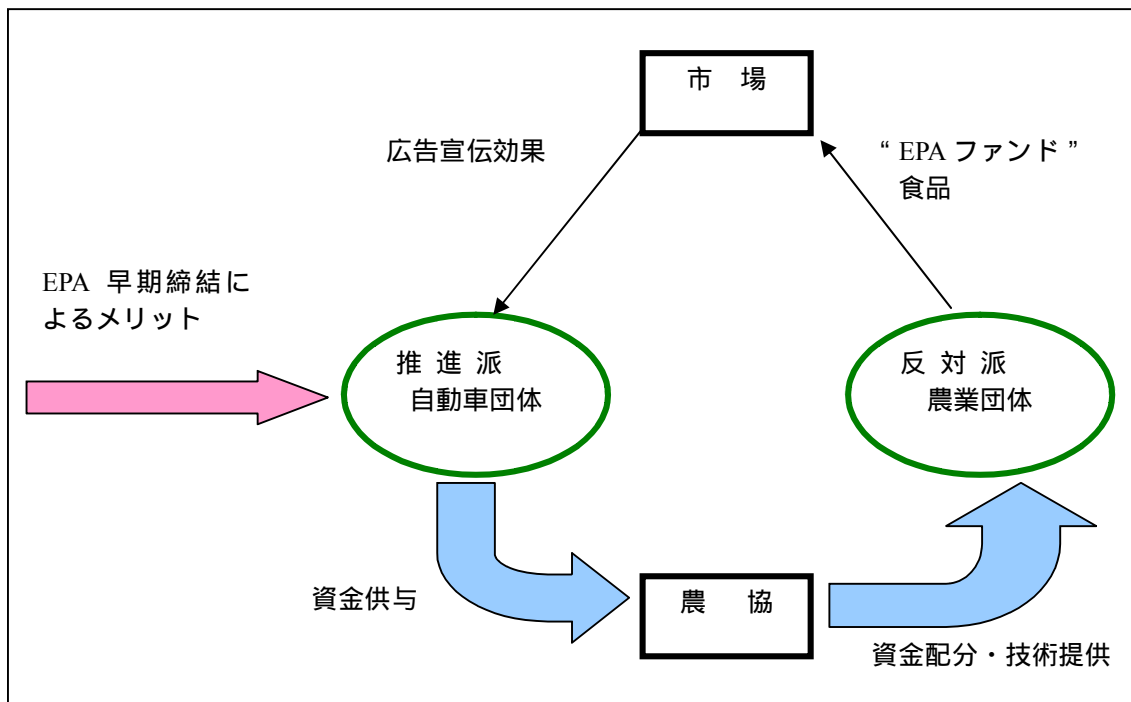 市 場
広告宣伝効果
“ EPA ファンド ”
食品
EPA 早期締結に
よるメリット
推 進 派
自動車団体
反 対 派
農業団体
資金供与
農 協
資金配分・技術提供